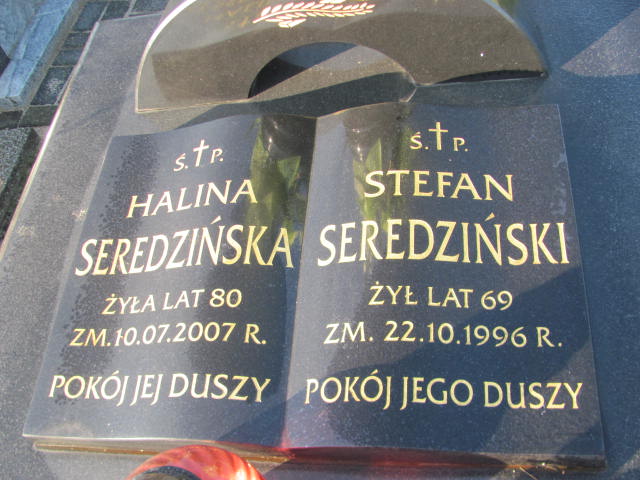 Ś.†P.
HALINA
SEREDZIŃSKA
ŻYŁA LAT 80
ZM. 10.07.2007 R.
POKÓJ JEJ DUSZY
Ś.†P.
STEFAN
SEREDZIŃSKI
ŻYŁ LAT 69
ZM. 22.10.1996 R.
POKÓJ JEGO DUSZY